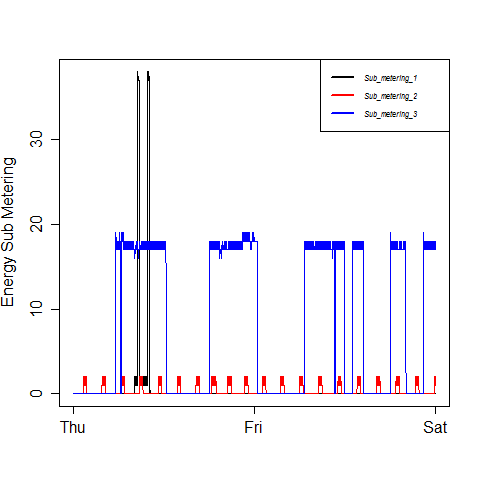 Sub_metering_1
Sub_metering_2
Sub_metering_3
Energy Sub Metering
30
20
10
0
Thu Fri Sat